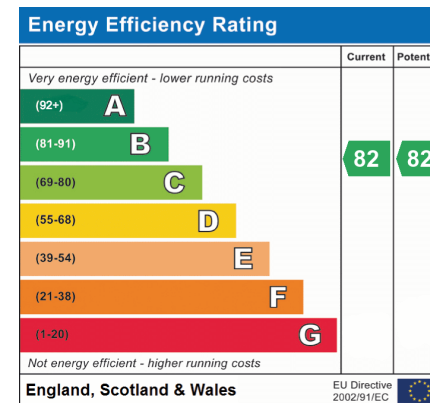 Energy Efficiency Rating
Current Potent
Very energy efficient - lower running costs
(92+) A
(81-91) B
82 82
(69-80) C
(55-68) D
(39-54) E
(21-38) F
(1-20) G
Not energy efficient - higher running costs
England, Scotland & Wales
EU Directive
2002/91/EC